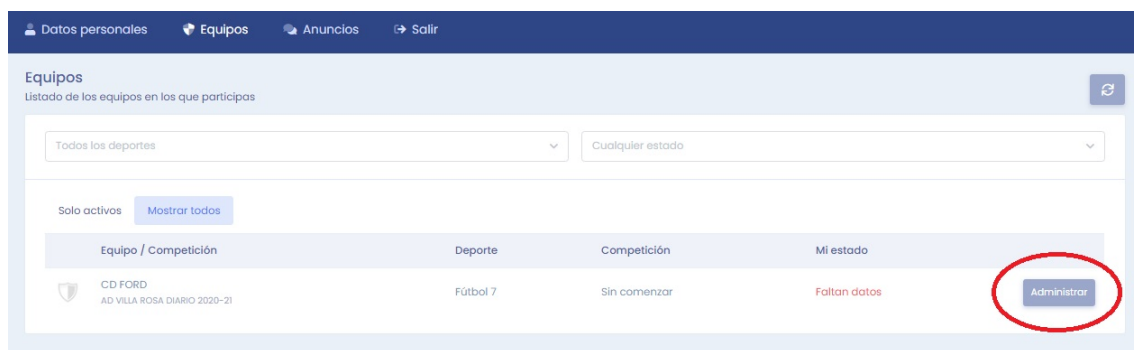 Datos personales Equipos Anuncios Salir
Equipos
Listado de los equipos en los que participas
Todos los deportes Cualquier estado
Solo activos Mostrar todos
Equipo / Competición Deporte Competición Mi estado
CD FORD
AD VILLA ROSA DIARIO 2020-21
Fútbol 7 Sin comenzar Faltan datos Administrar